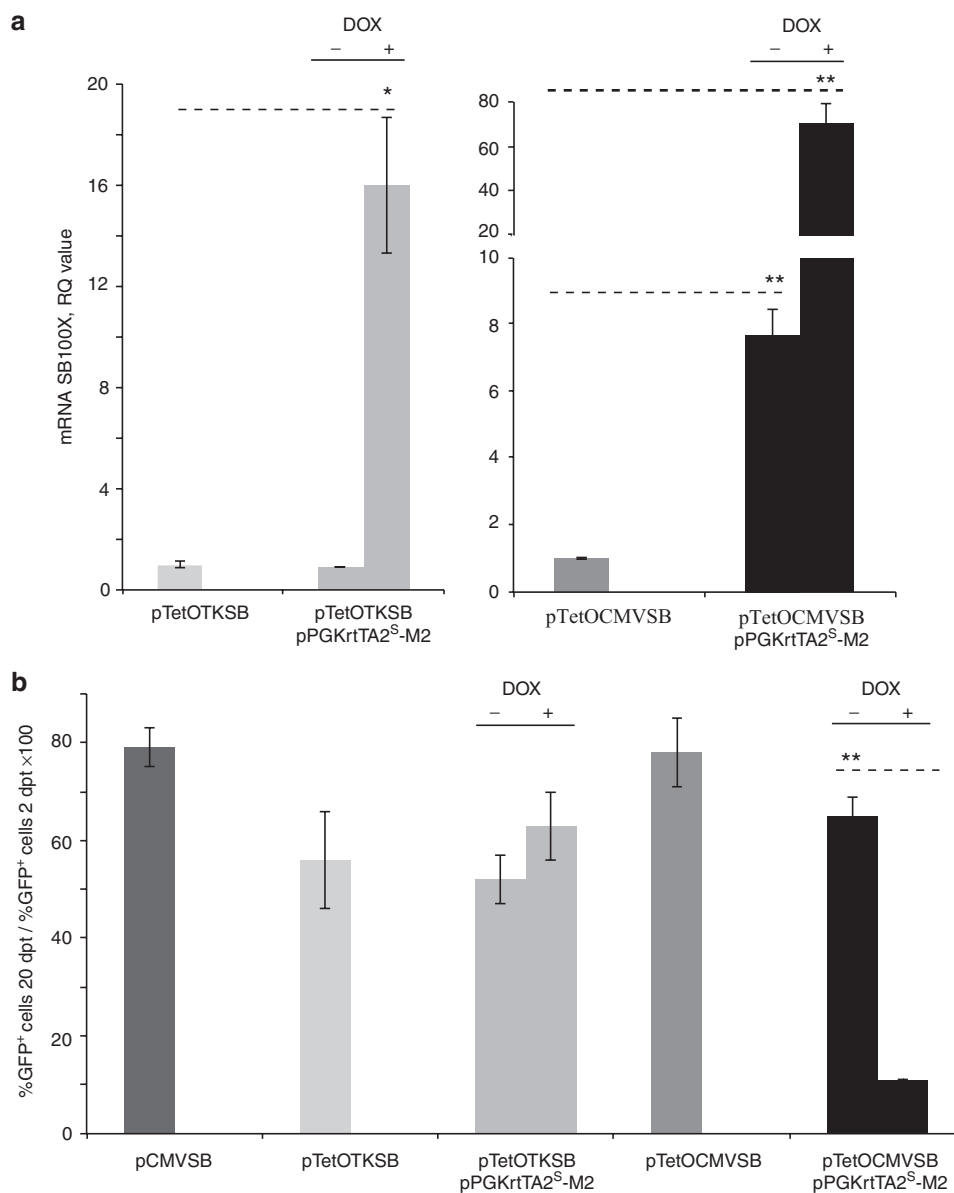 a
DOX
– +
*
20
16
12
8
4
0
mRNA SB100X, RQ value
pTetOTKSB
pTetOTKSB
pPGKrtTA2S-M2
DOX
– +
**
**
80
60
40
20
10
8
6
4
2
0
pTetOCMVSB
pTetOCMVSB
pPGKrtTA2S-M2
b
DOX
– +
DOX
– +
**
80
60
40
20
0
%GFP+ cells 20 dpt / %GFP+ cells 2 dpt ×100
pCMVSB
pTetOTKSB
pTetOTKSB
pPGKrtTA2S-M2
pTetOCMVSB
pTetOCMVSB
pPGKrtTA2S-M2